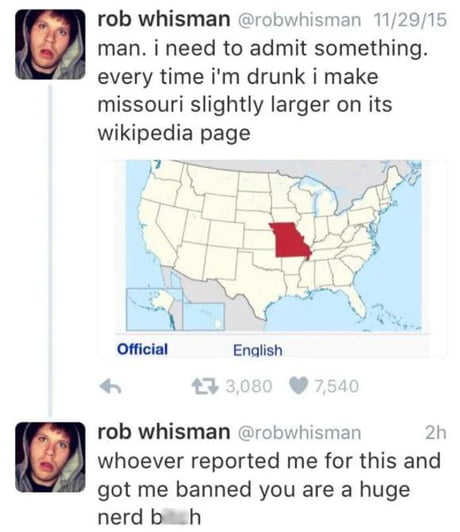 rob whisman @robwhisman 11/29/15
man. i need to admit something.
every time i'm drunk i make
missouri slightly larger on its
wikipedia page
Official English
3,080 7,540
rob whisman @robwhisman 2h
whoever reported me for this and
got me banned you are a huge
nerd b h